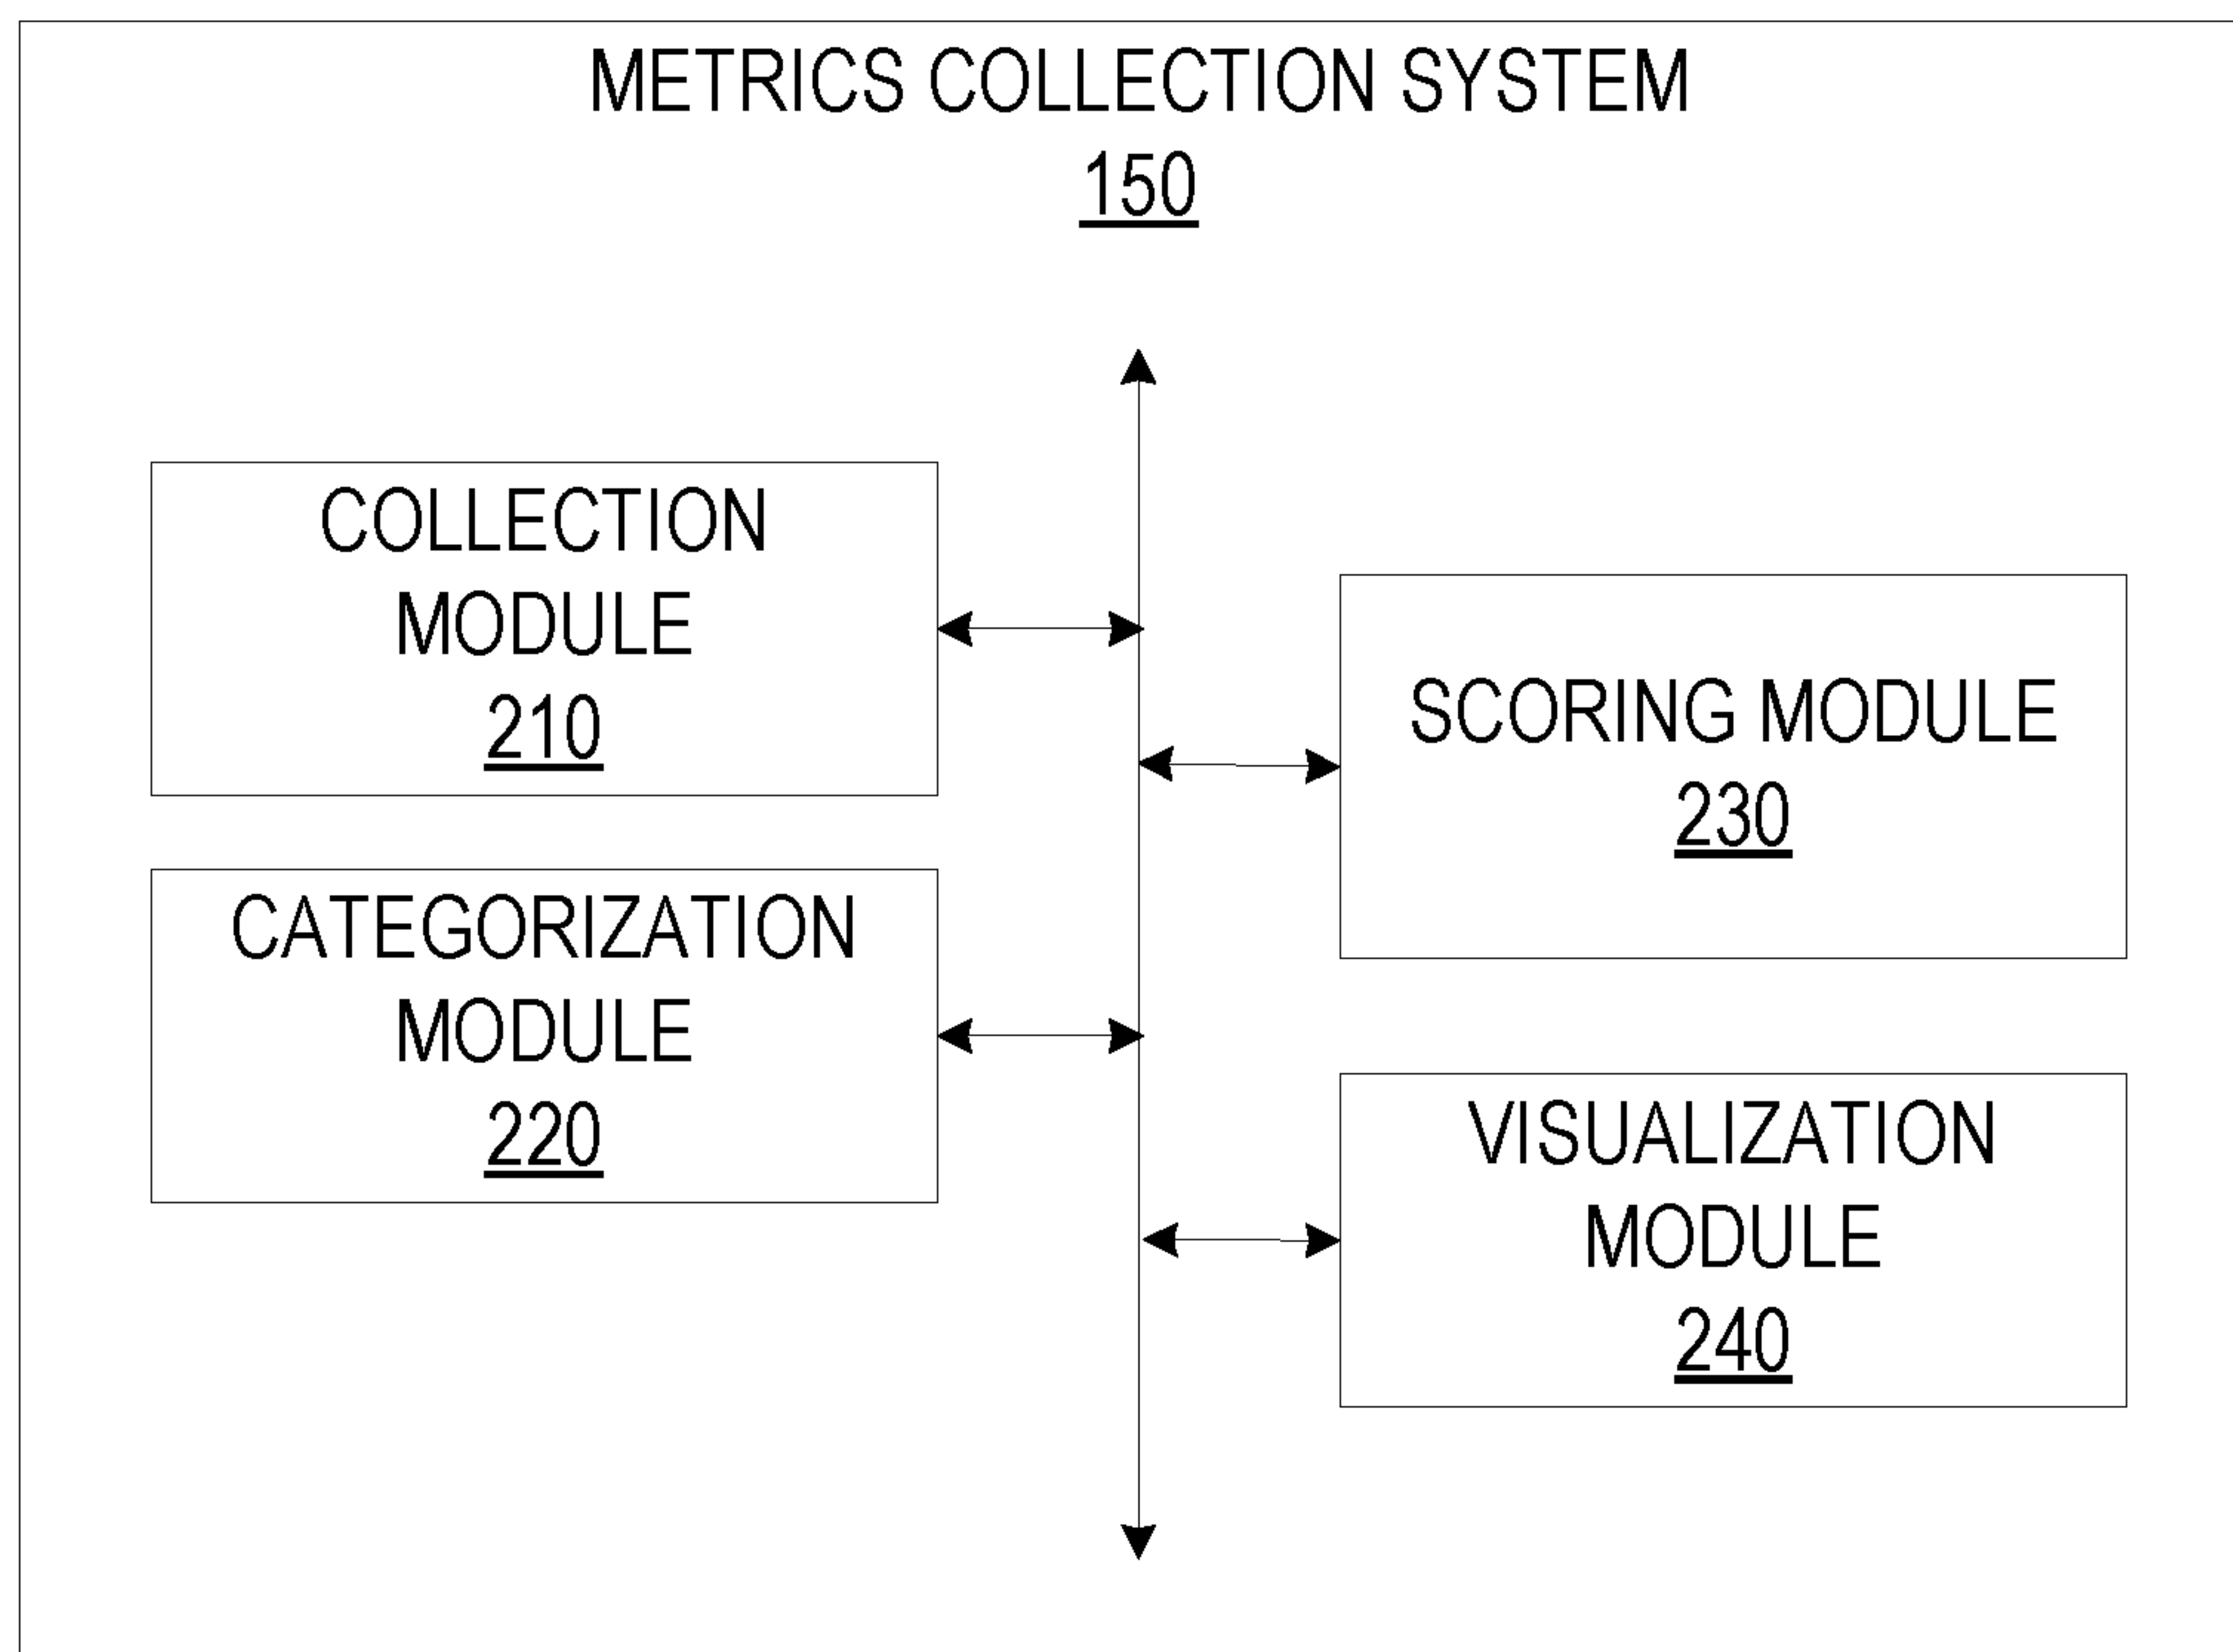 METRICS COLLECTION SYSTEM
150
COLLECTION
MODULE
210
CATEGORIZATION
MODULE
220
SCORING MODULE
230
VISUALIZATION
MODULE
240